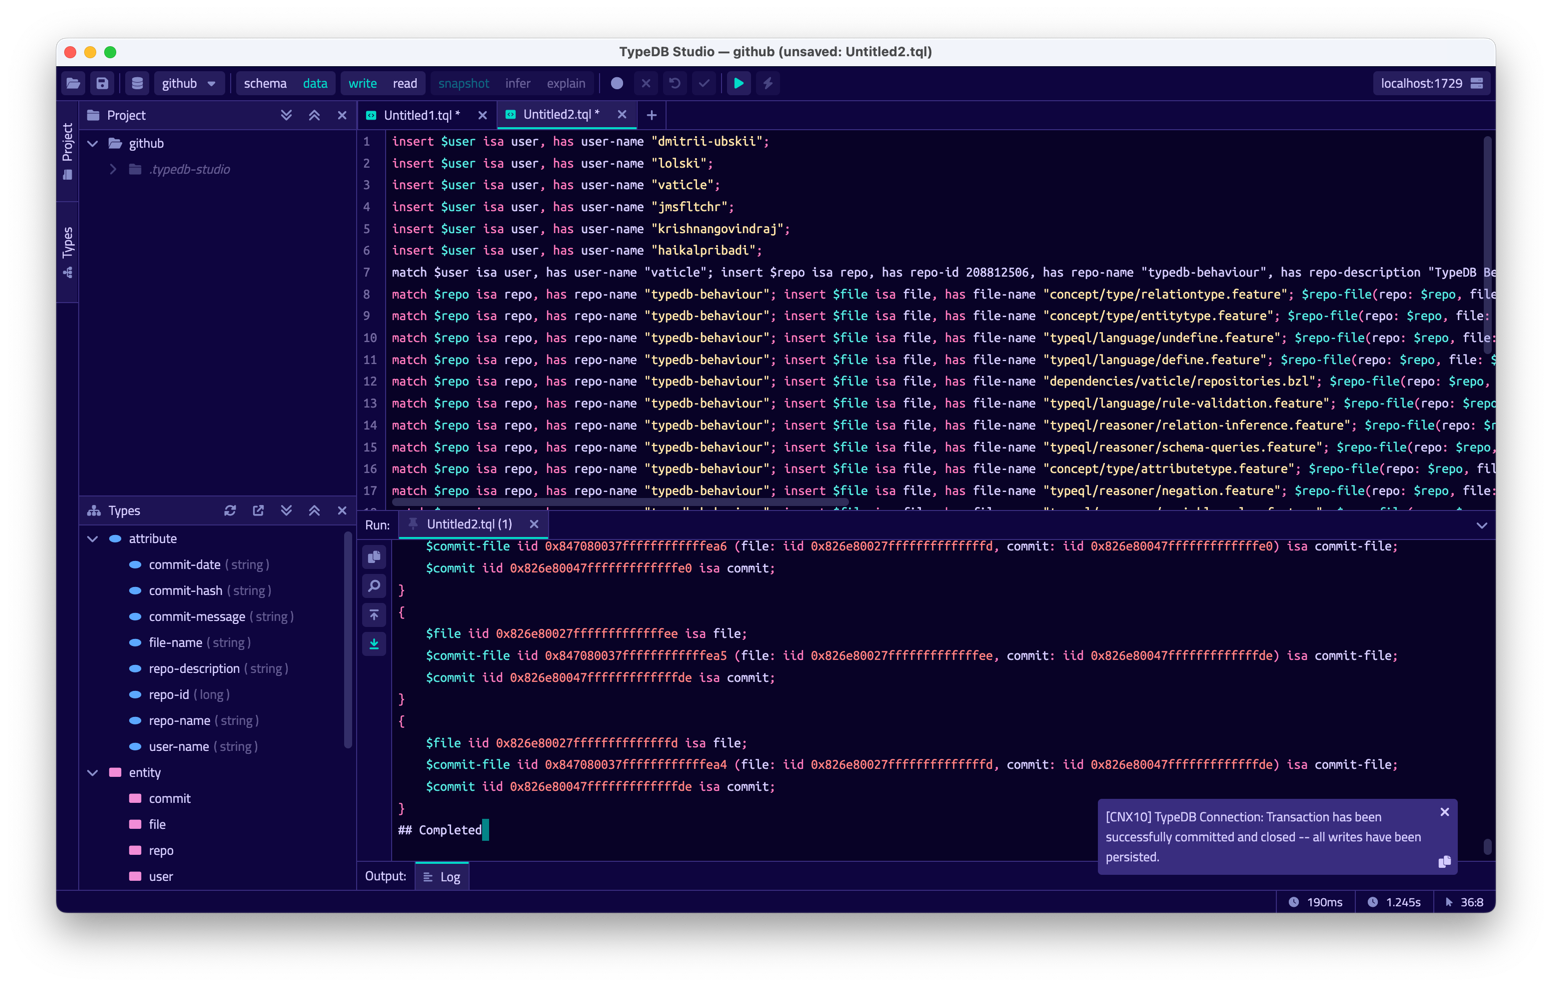 TypeDB Studio — github (unsaved: Untitled2.tql)
github schema data write read snapshot infer explain localhost:1729
Project
Types
Project
github
.typedb-studio
Types
attribute
commit-date (string)
commit-hash (string)
commit-message (string)
file-name (string)
repo-description (string)
repo-id (long)
repo-name (string)
user-name (string)
entity
commit
file
repo
user
Untitled1.tql * Untitled2.tql *
1 insert $user isa user, has user-name "dmitrii-ubskii";
2 insert $user isa user, has user-name "lolski";
3 insert $user isa user, has user-name "vaticle";
4 insert $user isa user, has user-name "jmsfltchr";
5 insert $user isa user, has user-name "krishnangovindraj";
6 insert $user isa user, has user-name "haikalpribadi";
7 match $user isa user, has user-name "vaticle"; insert $repo isa repo, has repo-id 208812506, has repo-name "typedb-behaviour", has repo-description "TypeDB Be
8 match $repo isa repo, has repo-name "typedb-behaviour"; insert $file isa file, has file-name "concept/type/relationtype.feature"; $repo-file(repo: $repo, file
9 match $repo isa repo, has repo-name "typedb-behaviour"; insert $file isa file, has file-name "concept/type/entitytype.feature"; $repo-file(repo: $repo, file:
10 match $repo isa repo, has repo-name "typedb-behaviour"; insert $file isa file, has file-name "typeql/language/undefine.feature"; $repo-file(repo: $repo, file:
11 match $repo isa repo, has repo-name "typedb-behaviour"; insert $file isa file, has file-name "typeql/language/define.feature"; $repo-file(repo: $repo, file: $
12 match $repo isa repo, has repo-name "typedb-behaviour"; insert $file isa file, has file-name "dependencies/vaticle/repositories.bzl"; $repo-file(repo: $repo,
13 match $repo isa repo, has repo-name "typedb-behaviour"; insert $file isa file, has file-name "typeql/language/rule-validation.feature"; $repo-file(repo: $repo
14 match $repo isa repo, has repo-name "typedb-behaviour"; insert $file isa file, has file-name "typeql/reasoner/relation-inference.feature"; $repo-file(repo: $r
15 match $repo isa repo, has repo-name "typedb-behaviour"; insert $file isa file, has file-name "typeql/reasoner/schema-queries.feature"; $repo-file(repo: $repo,
16 match $repo isa repo, has repo-name "typedb-behaviour"; insert $file isa file, has file-name "concept/type/attributetype.feature"; $repo-file(repo: $repo, fil
17 match $repo isa repo, has repo-name "typedb-behaviour"; insert $file isa file, has file-name "typeql/reasoner/negation.feature"; $repo-file(repo: $repo, file:
Run: Untitled2.tql (1)
$commit-file iid 0x847080037fffffffffffffea6 (file: iid 0x826e80027fffffffffffffffd, commit: iid 0x826e80047fffffffffffffe0) isa commit-file;
$commit iid 0x826e80047fffffffffffffe0 isa commit;
}
{
$file iid 0x826e80027fffffffffffffee isa file;
$commit-file iid 0x847080037fffffffffffffea5 (file: iid 0x826e80027fffffffffffffee, commit: iid 0x826e80047fffffffffffffde) isa commit-file;
$commit iid 0x826e80047fffffffffffffde isa commit;
}
{
$file iid 0x826e80027fffffffffffffffd isa file;
$commit-file iid 0x847080037fffffffffffffea4 (file: iid 0x826e80027fffffffffffffffd, commit: iid 0x826e80047fffffffffffffde) isa commit-file;
$commit iid 0x826e80047fffffffffffffde isa commit;
}
## Completed
[CNX10] TypeDB Connection: Transaction has been
successfully committed and closed -- all writes have been
persisted.
Output: Log
190ms 1.245s 36:8